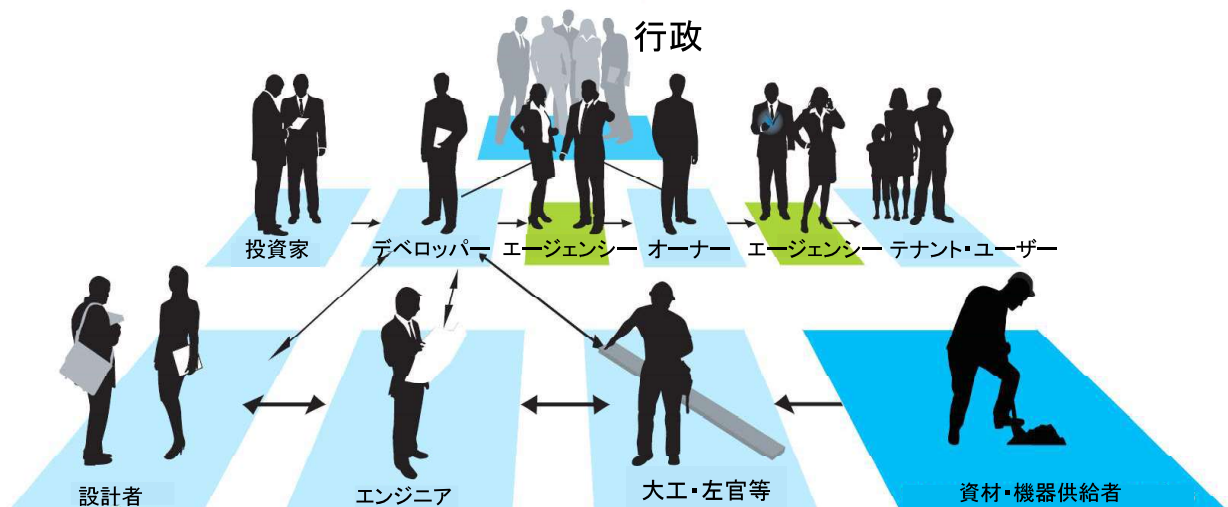 行政
投資家
デベロッパー
エージェンシー
オーナー
エージェンシー
テナント・ユーザー
設計者
エンジニア
大工・左官等
資材・機器供給者